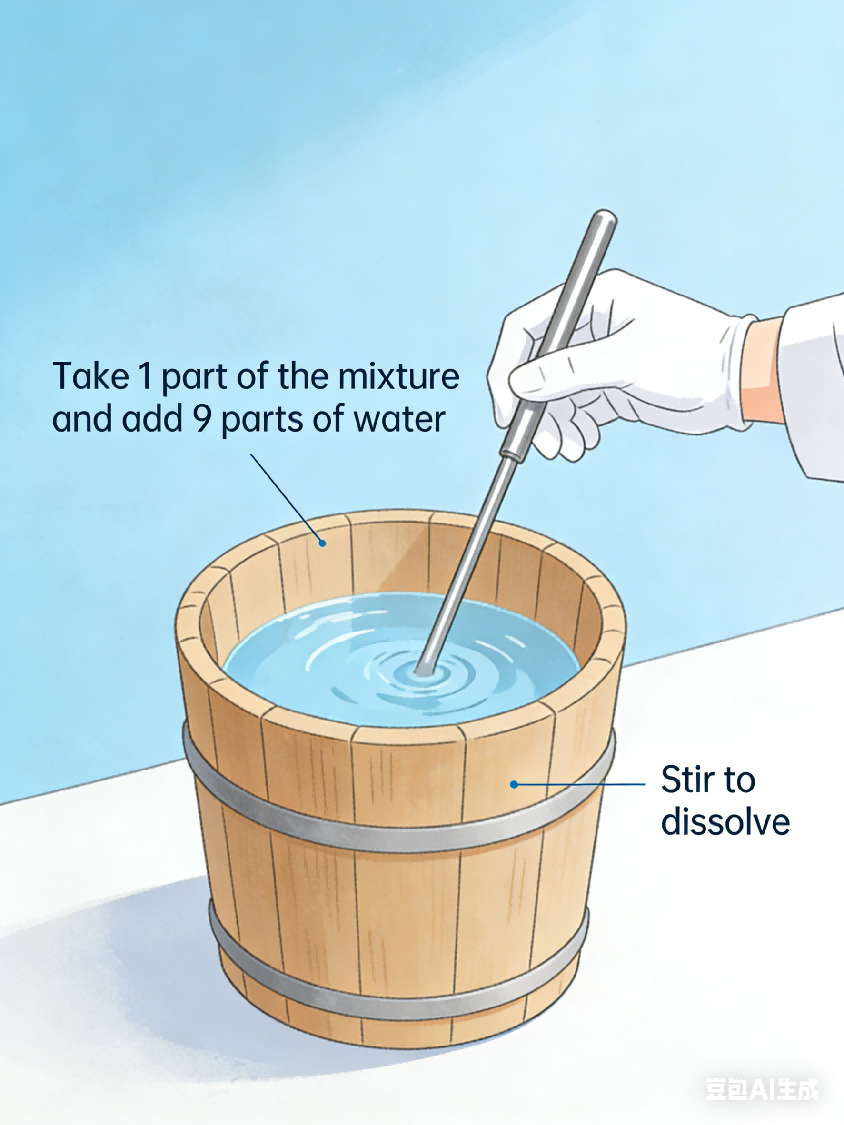 Take 1 part of the mixture
and add 9 parts of water
Stir to
dissolve
豆包AI生成